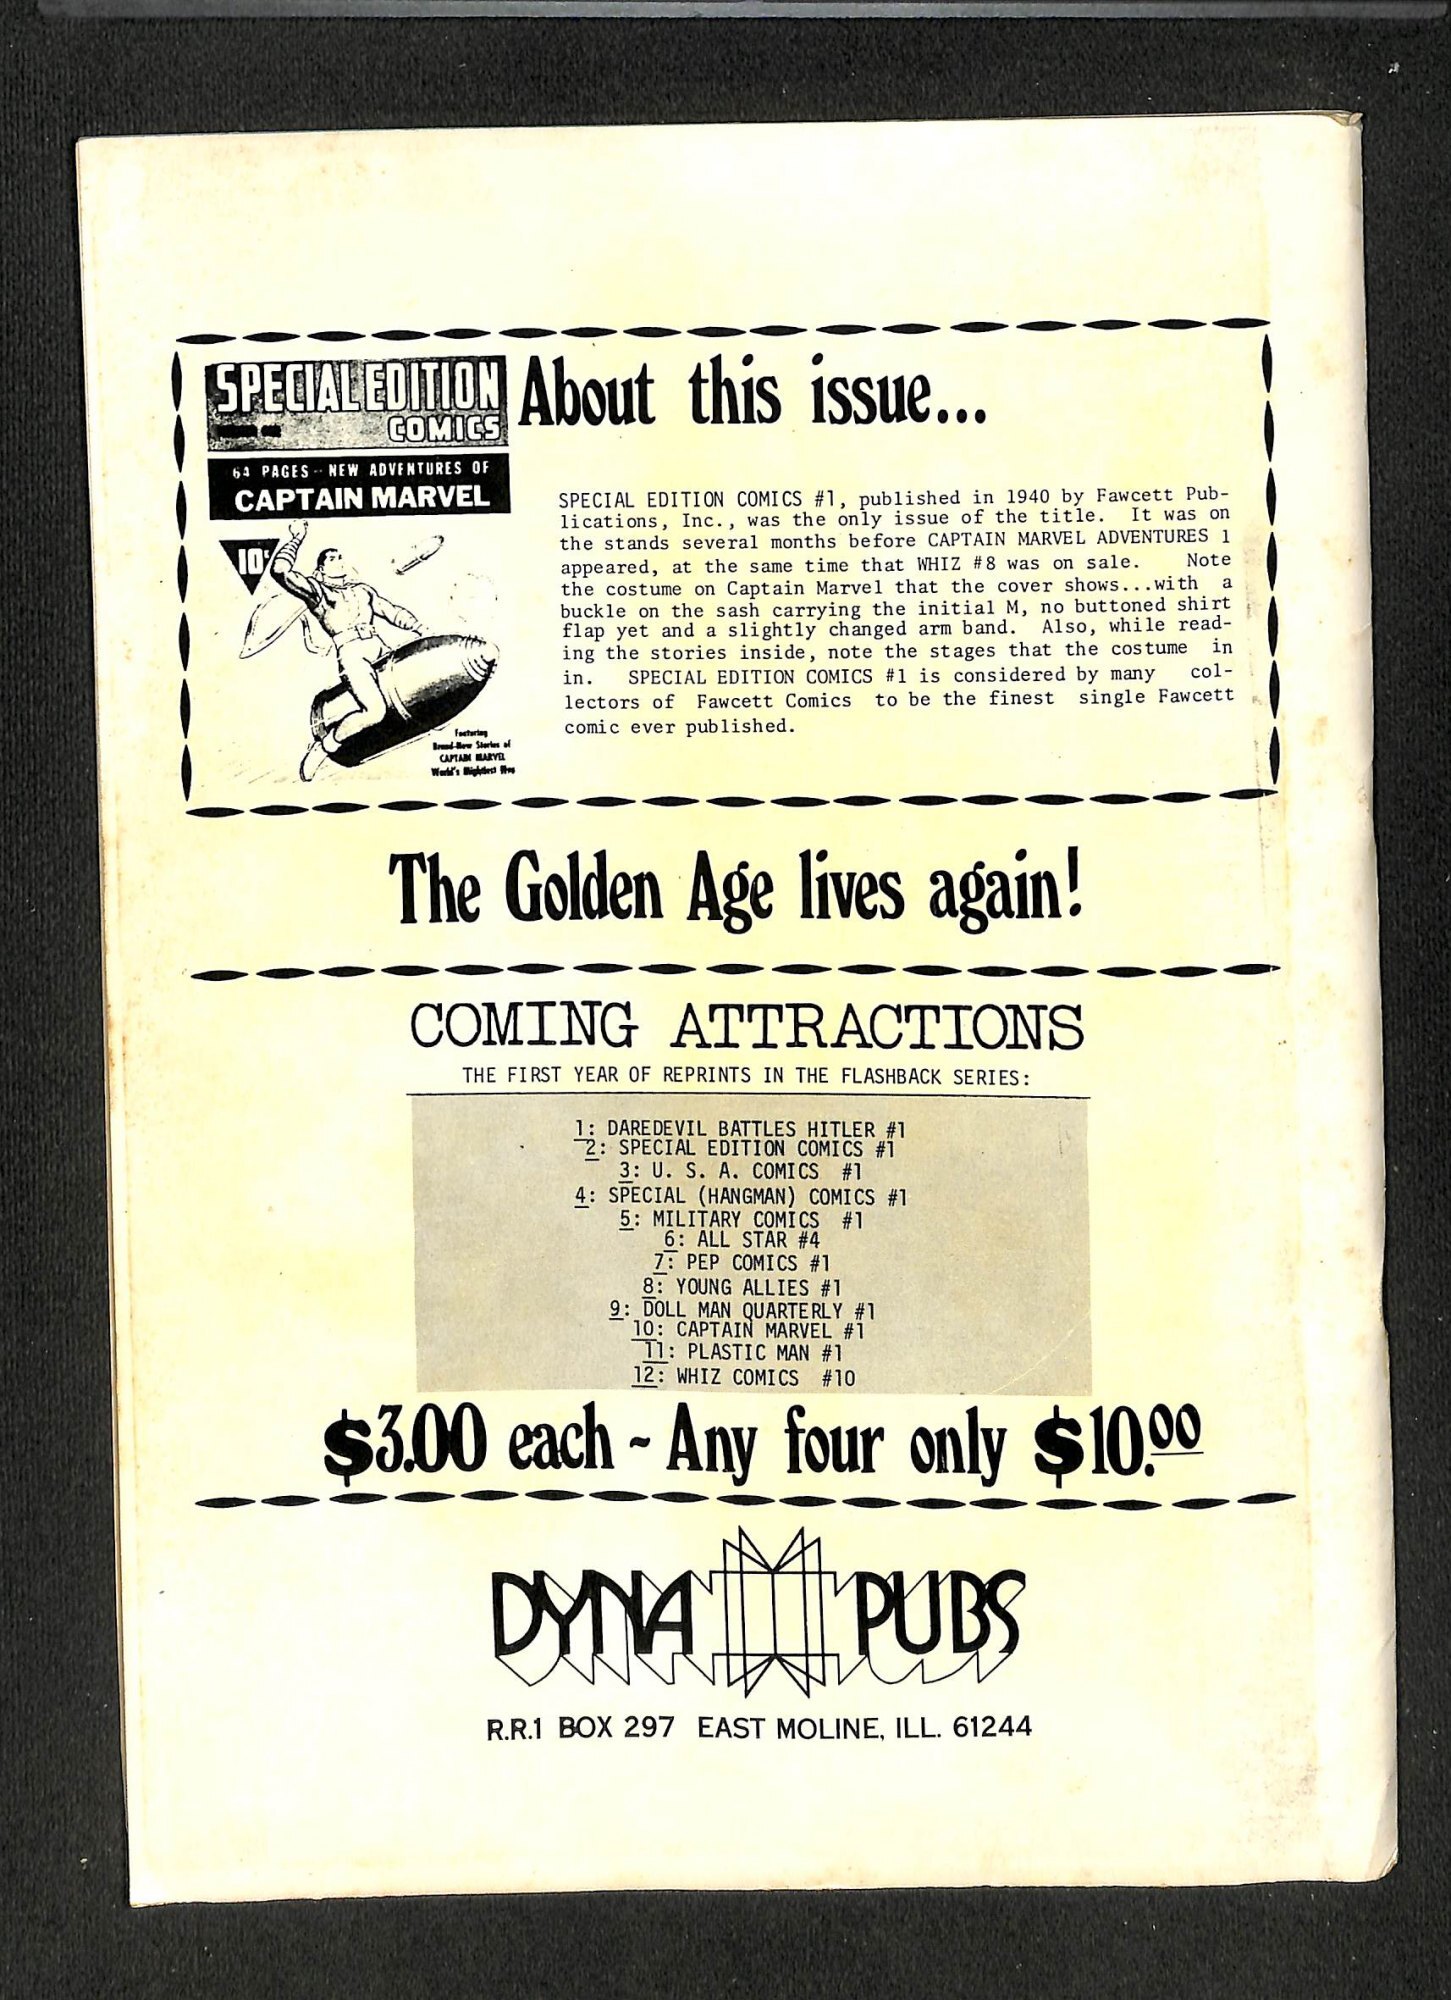 SPECIAL EDITION
COMICS
64 PAGES - NEW ADVENTURES OF
CAPTAIN MARVEL
10¢
Featuring
Brand-New Stories of
CAPTAIN MARVEL
World's Mightiest
About this issue...
SPECIAL EDITION COMICS #1, published in 1940 by Fawcett Pub-
lications, Inc., was the only issue of the title. It was on
the stands several months before CAPTAIN MARVEL ADVENTURES 1
appeared, at the same time that WHIZ #8 was on sale. Note
the costume on Captain Marvel that the cover shows...with a
buckle on the sash carrying the initial M, no buttoned shirt
flap yet and a slightly changed arm band. Also, while read-
ing the stories inside, note the stages that the costume in
in. SPECIAL EDITION COMICS #1 is considered by many col-
lectors of Fawcett Comics to be the finest single Fawcett
comic ever published.
The Golden Age lives again!
COMING ATTRACTIONS
THE FIRST YEAR OF REPRINTS IN THE FLASHBACK SERIES:
1: DAREDEVIL BATTLES HITLER #1
2: SPECIAL EDITION COMICS #1
3: U. S. A. COMICS #1
4: SPECIAL (HANGMAN) COMICS #1
5: MILITARY COMICS #1
6: ALL STAR #4
7: PEP COMICS #1
8: YOUNG ALLIES #1
9: DOLL MAN QUARTERLY #1
10: CAPTAIN MARVEL #1
11: PLASTIC MAN #1
12: WHIZ COMICS #10
$3.00 each ~ Any four only $10.00
DYNA PUBS
R.R.1 BOX 297 EAST MOLINE, ILL. 61244